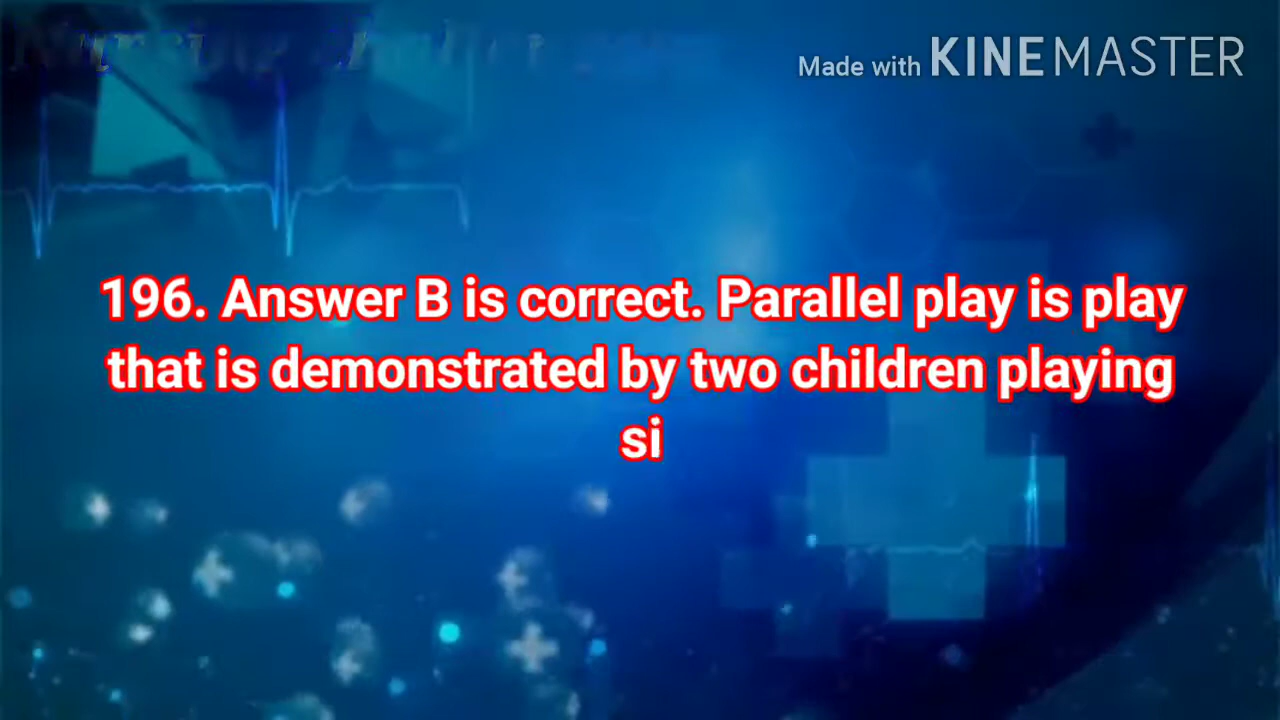 Made with KINEMASTER
196. Answer B is correct. Parallel play is play
that is demonstrated by two children playing
si